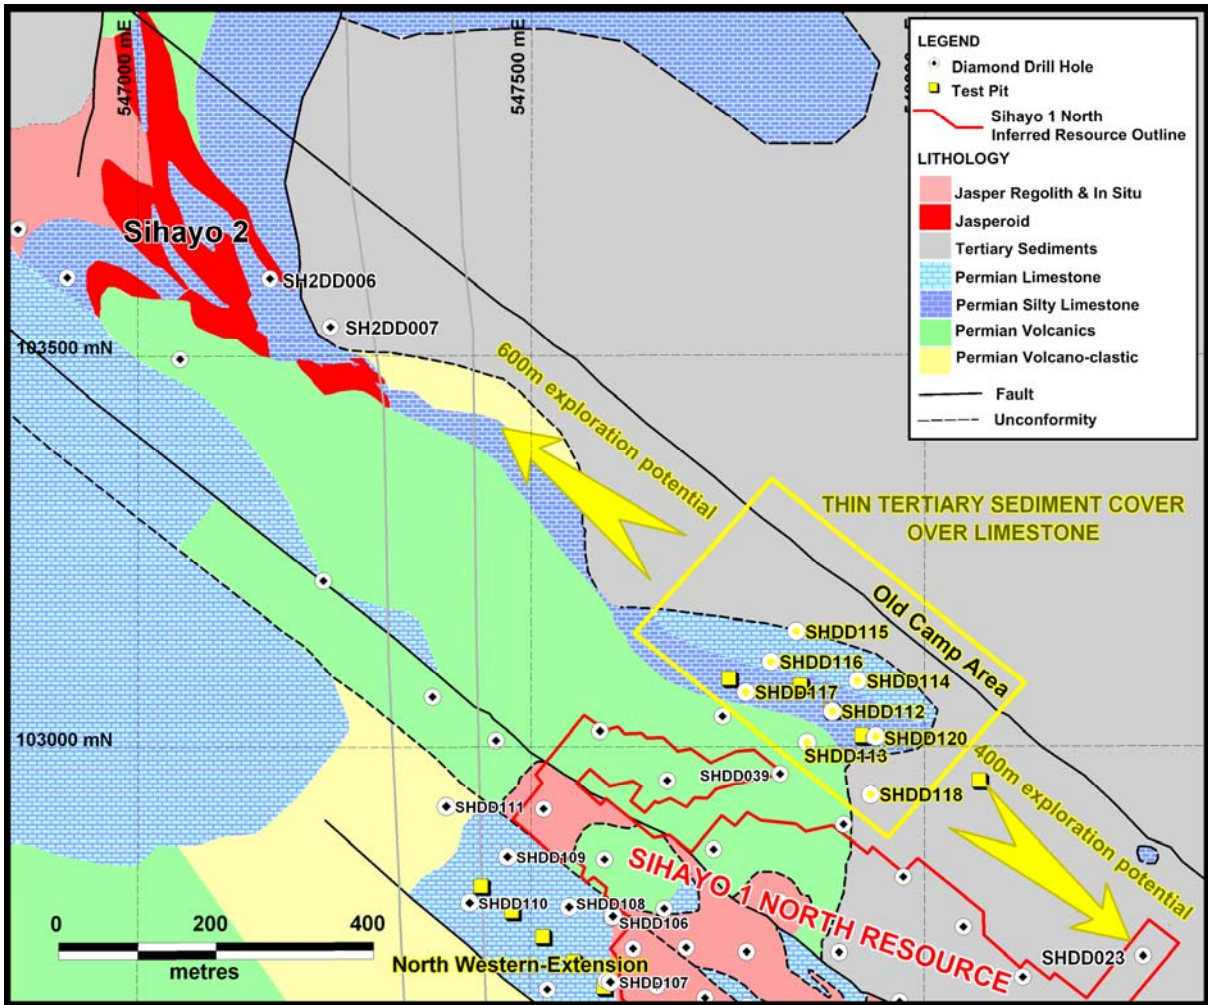 547000 mE
547500 mE
LEGEND
Diamond Drill Hole
Test Pit
Sihayo 1 North
Inferred Resource Outline
LITHOLOGY
Jasper Regolith & In Situ
Jasperoid
Tertiary Sediments
Permian Limestone
Permian Silty Limestone
Permian Volcanics
Permian Volcano-clastic
Fault
Unconformity
Sihayo 2
SH2DD006
SH2DD007
103500 mN
600m exploration potential
THIN TERTIARY SEDIMENT COVER
OVER LIMESTONE
Old Camp Area
SHDD115
SHDD116
SHDD114
SHDD117
SHDD112
SHDD120
SHDD113
103000 mN
SHDD039
SHDD118
400m exploration potential
SHDD111
SHDD109
SIHAYO 1 NORTH RESOURCE
SHDD110
SHDD108
SHDD106
0 200 400
metres
North Western-Extension
SHDD023
SHDD107